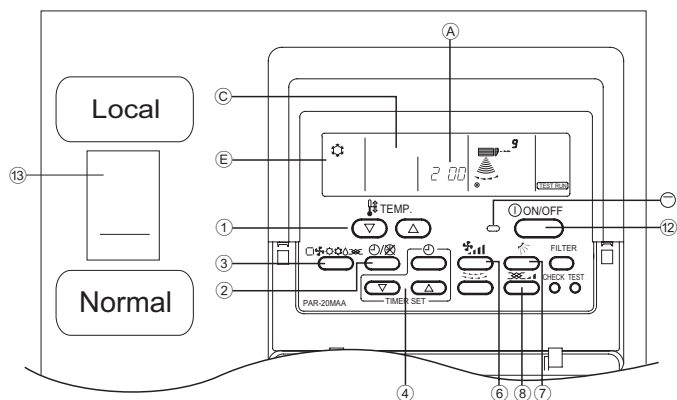 Ⓐ
Local
Ⓒ
9
Ⓔ
2 00
TEST RUN
⑬
TEMP.
① ON/OFF
⑫
③ FILTER
② CHECK TEST
PAR-20MAA
TIMER SET
Normal
④ ⑥ ⑧ ⑦